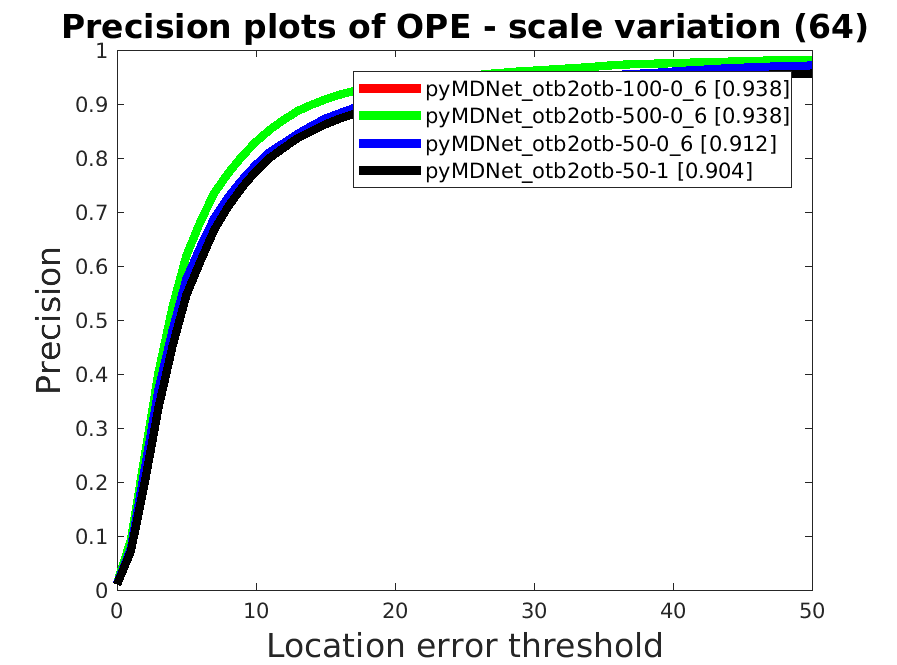 Precision plots of OPE - scale variation (64)
1
0.9
0.8
0.7
0.6
0.5
0.4
0.3
0.2
0.1
0
pyMDNet_otb2otb-100-0_6 [0.938]
pyMDNet_otb2otb-500-0_6 [0.938]
pyMDNet_otb2otb-50-0_6 [0.912]
pyMDNet_otb2otb-50-1 [0.904]
Precision
0 10 20 30 40 50
Location error threshold